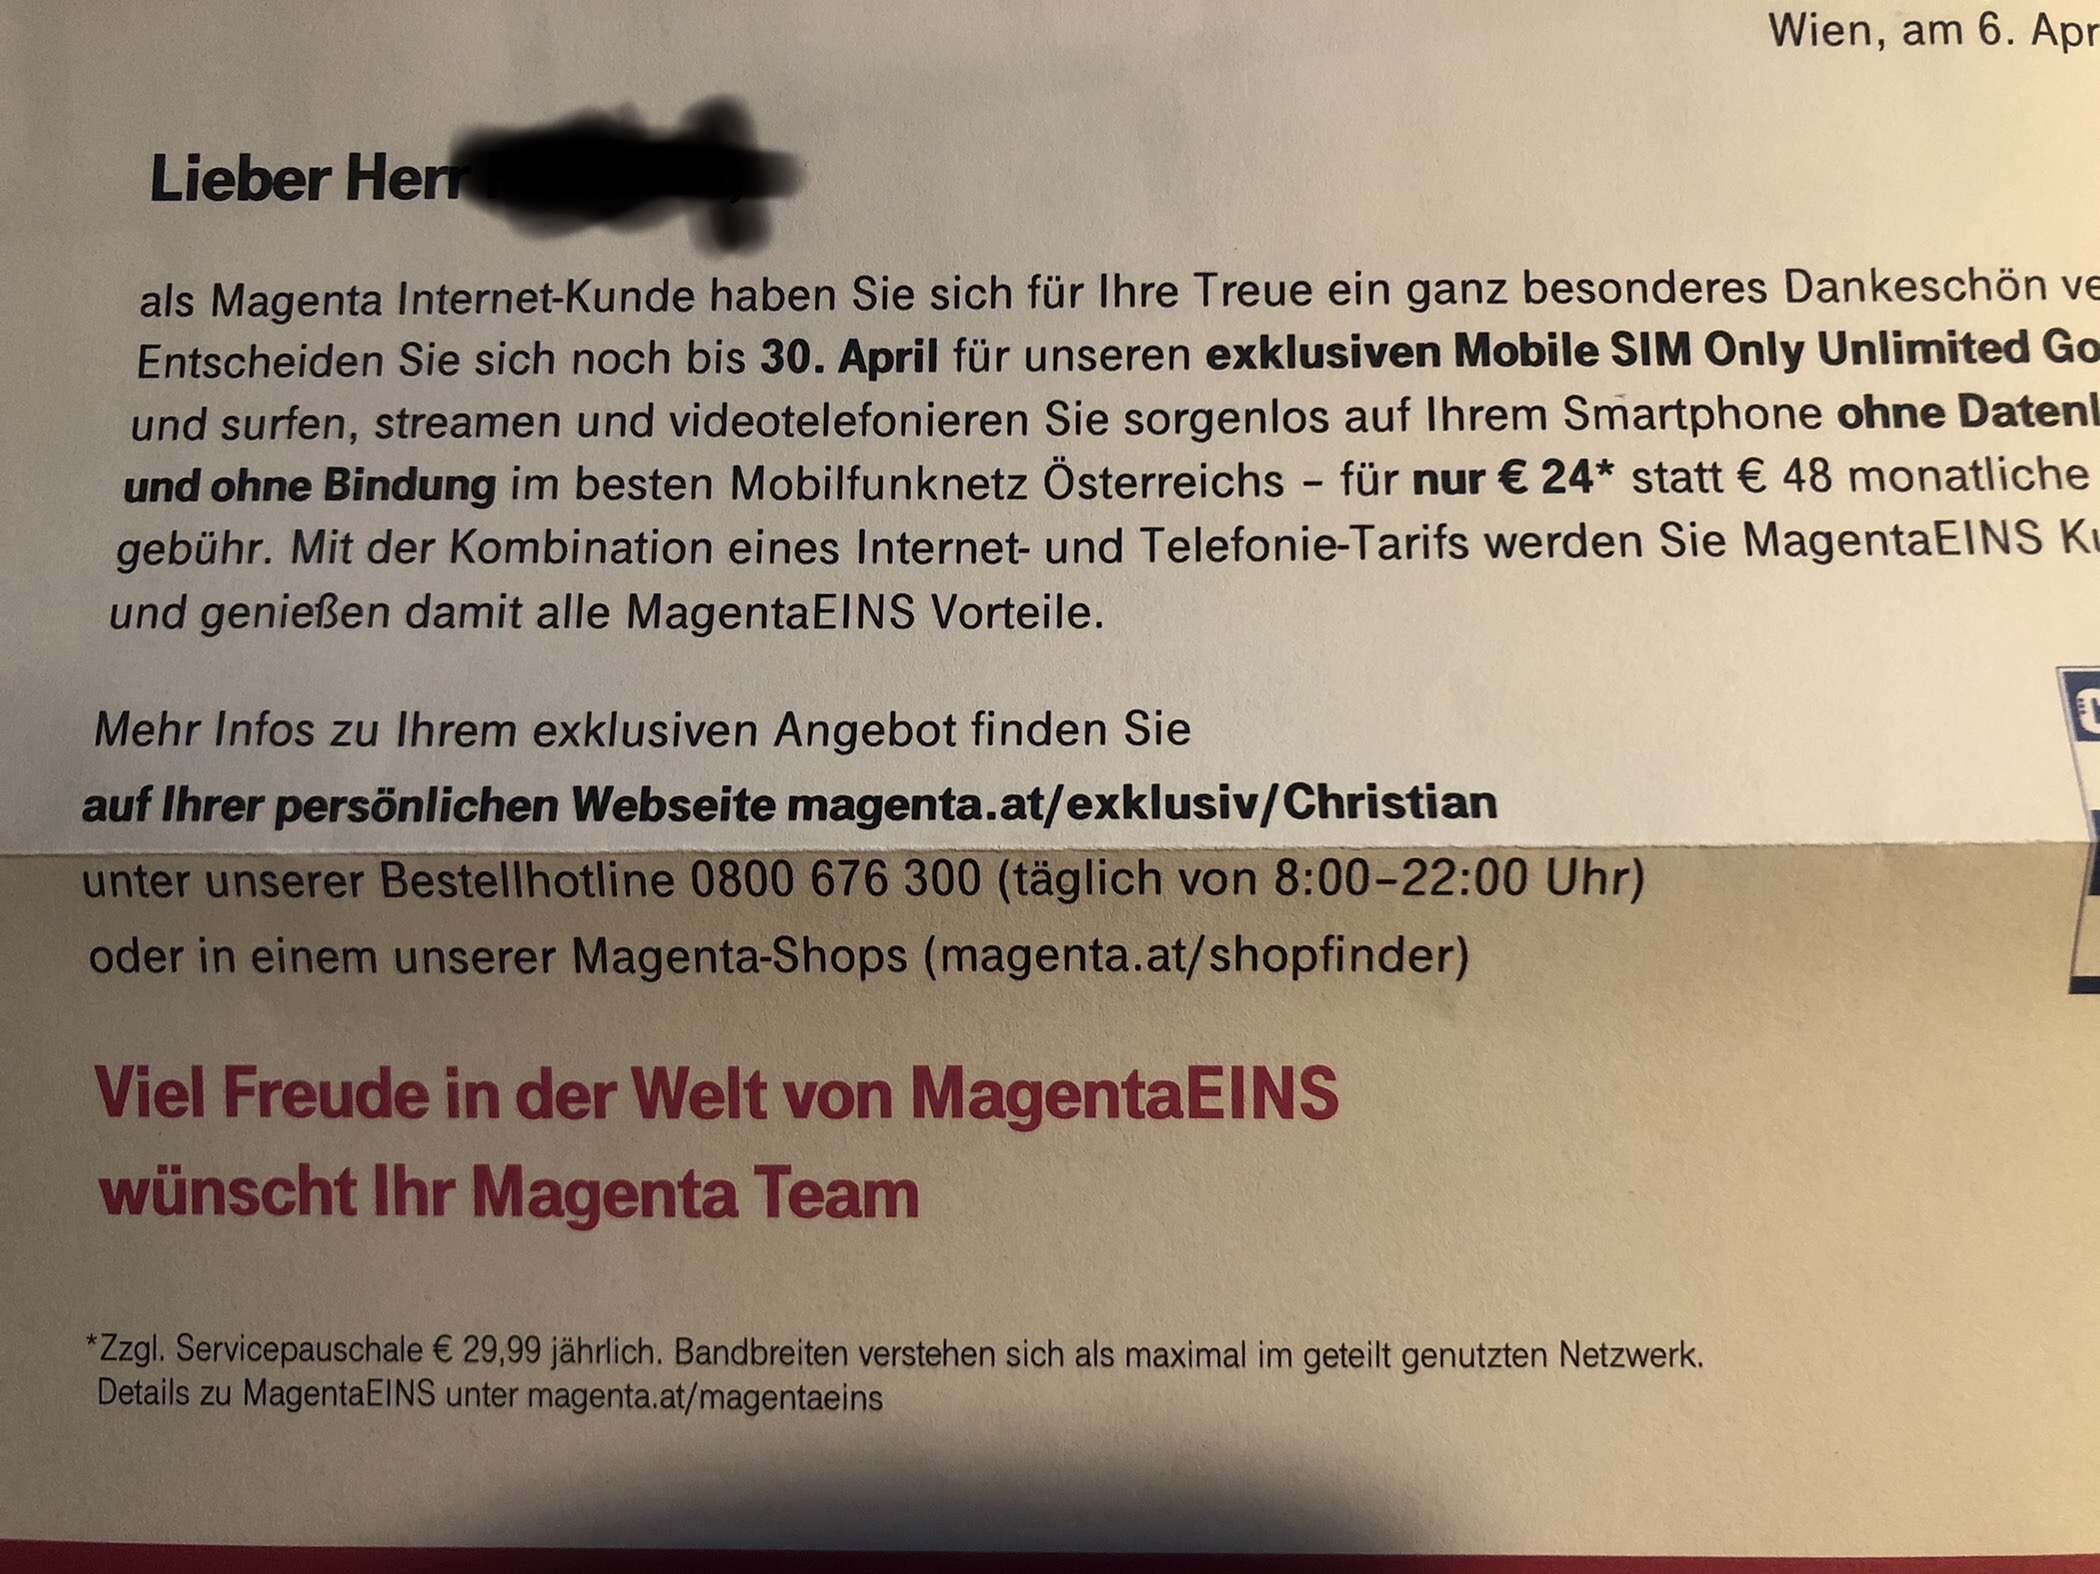 Wien, am 6. Apr
Lieber Herr
als Magenta Internet-Kunde haben Sie sich für Ihre Treue ein ganz besonderes Dankeschön ve
Entscheiden Sie sich noch bis 30. April für unseren exklusiven Mobile SIM Only Unlimited Go
und surfen, streamen und videotelefonieren Sie sorgenlos auf Ihrem Smartphone ohne Datenl
und ohne Bindung im besten Mobilfunknetz Österreichs – für nur € 24* statt € 48 monatliche
gebühr. Mit der Kombination eines Internet- und Telefonie-Tarifs werden Sie MagentaEINS Ku
und genießen damit alle MagentaEINS Vorteile.
Mehr Infos zu Ihrem exklusiven Angebot finden Sie
auf Ihrer persönlichen Webseite magenta.at/exklusiv/Christian
unter unserer Bestellhotline 0800 676 300 (täglich von 8:00–22:00 Uhr)
oder in einem unserer Magenta-Shops (magenta.at/shopfinder)
Viel Freude in der Welt von MagentaEINS
wünscht Ihr Magenta Team
*Zzgl. Servicepauschale € 29,99 jährlich. Bandbreiten verstehen sich als maximal im geteilt genutzten Netzwerk.
Details zu MagentaEINS unter magenta.at/magentaeins